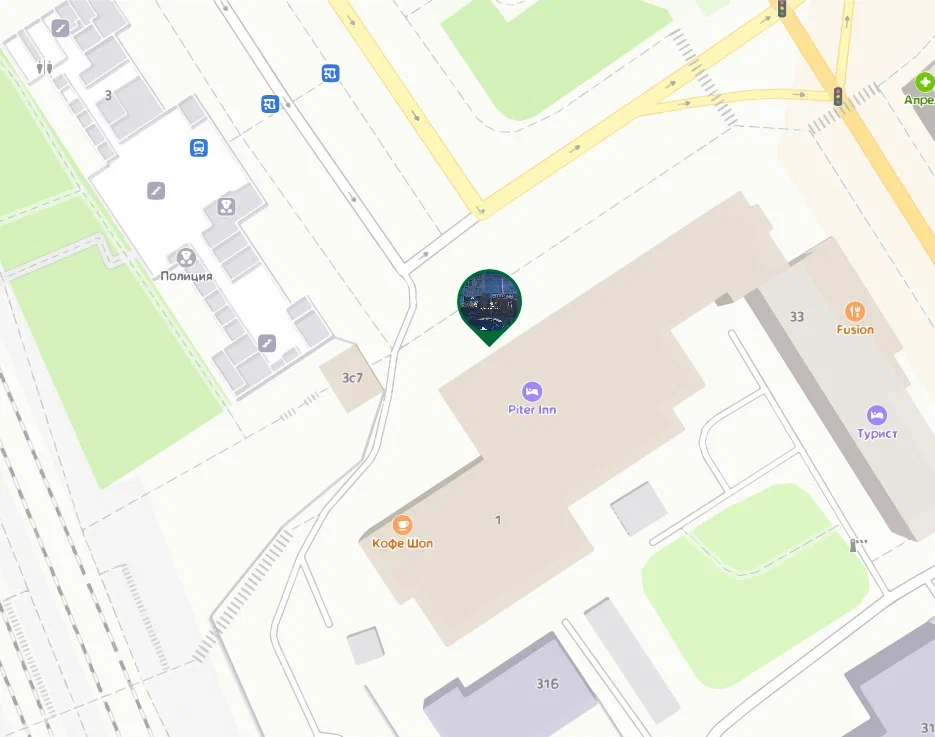 3
Апре
Полиция
33
Fusion
3с7
Piter Inn
Турист
1
Кофе Шоп
31б
31